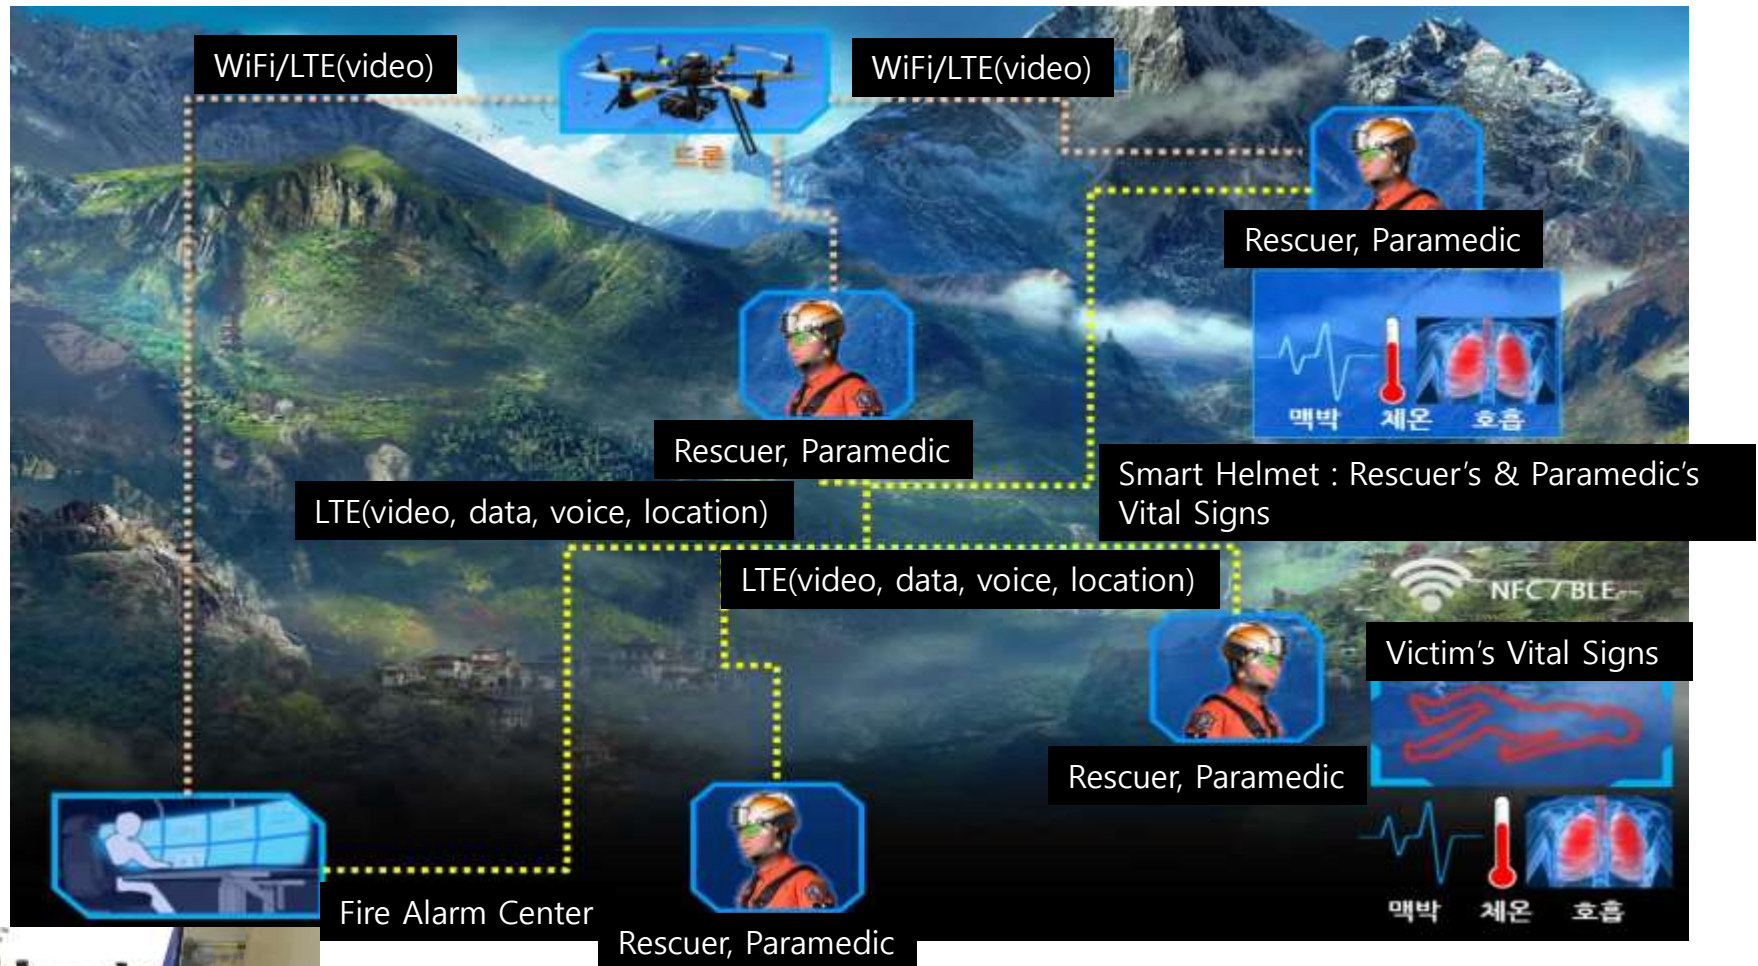 WiFi/LTE(video)
WiFi/LTE(video)
드론
Rescuer, Paramedic
맥박 체온 호흡
Rescuer, Paramedic
Smart Helmet : Rescuer's & Paramedic's
Vital Signs
LTE(video, data, voice, location)
LTE(video, data, voice, location)
NFC / BLE
Victim's Vital Signs
Rescuer, Paramedic
맥박 체온 호흡
Fire Alarm Center
Rescuer, Paramedic